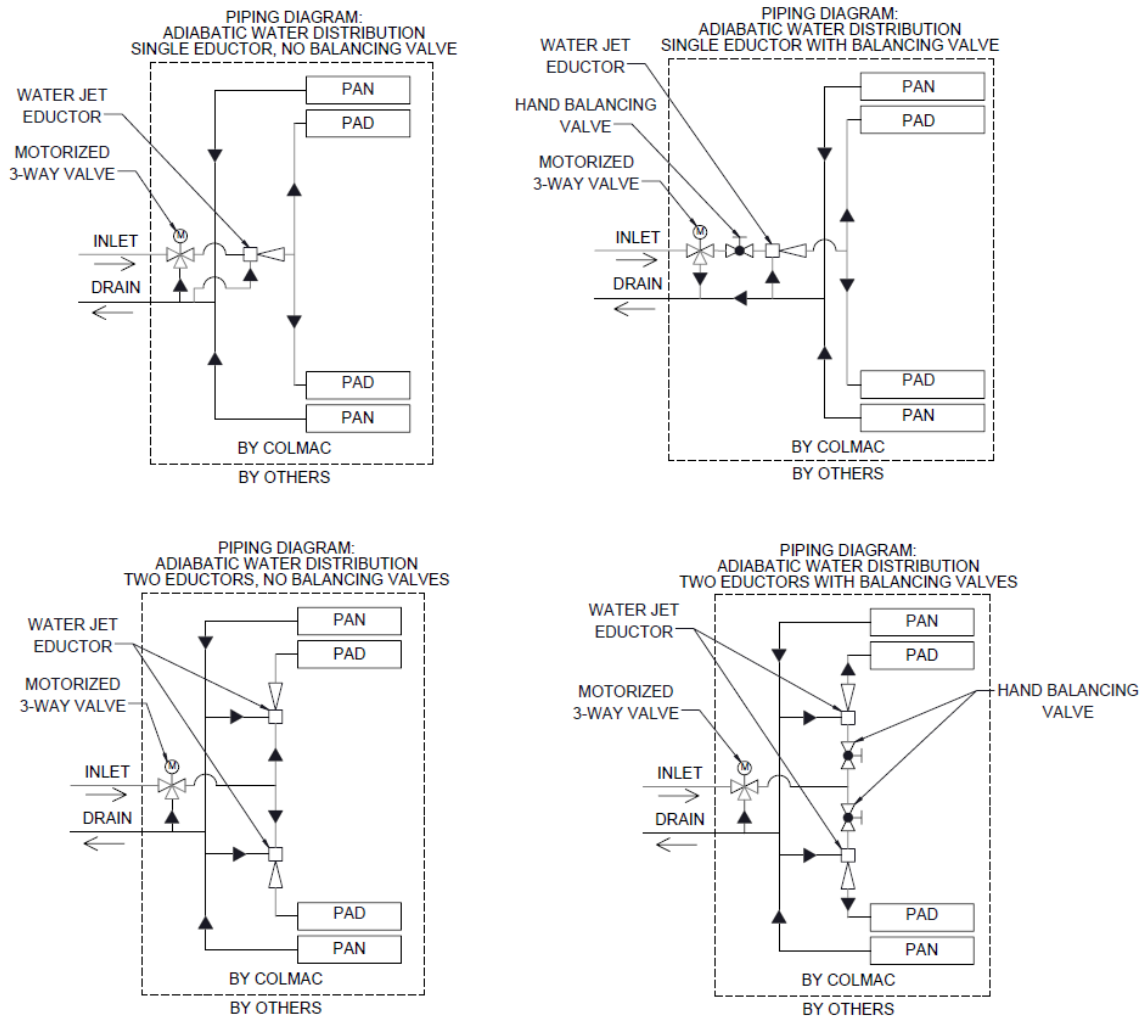 PIPING DIAGRAM:
ADIABATIC WATER DISTRIBUTION
SINGLE EDUCTOR, NO BALANCING VALVE
WATER JET
EDUCTOR
MOTORIZED
3-WAY VALVE
M
INLET
DRAIN
PAN
PAD
PAD
PAN
BY COLMAC
BY OTHERS
PIPING DIAGRAM:
ADIABATIC WATER DISTRIBUTION
SINGLE EDUCTOR WITH BALANCING VALVE
WATER JET
EDUCTOR
HAND BALANCING
VALVE
MOTORIZED
3-WAY VALVE
M
INLET
DRAIN
PAN
PAD
PAD
PAN
BY COLMAC
BY OTHERS
PIPING DIAGRAM:
ADIABATIC WATER DISTRIBUTION
TWO EDUCTORS, NO BALANCING VALVES
WATER JET
EDUCTOR
MOTORIZED
3-WAY VALVE
M
INLET
DRAIN
PAN
PAD
PAD
PAN
BY COLMAC
BY OTHERS
PIPING DIAGRAM:
ADIABATIC WATER DISTRIBUTION
TWO EDUCTORS WITH BALANCING VALVES
WATER JET
EDUCTOR
MOTORIZED
3-WAY VALVE
M
INLET
DRAIN
PAN
PAD
HAND BALANCING
VALVE
PAD
PAN
BY COLMAC
BY OTHERS